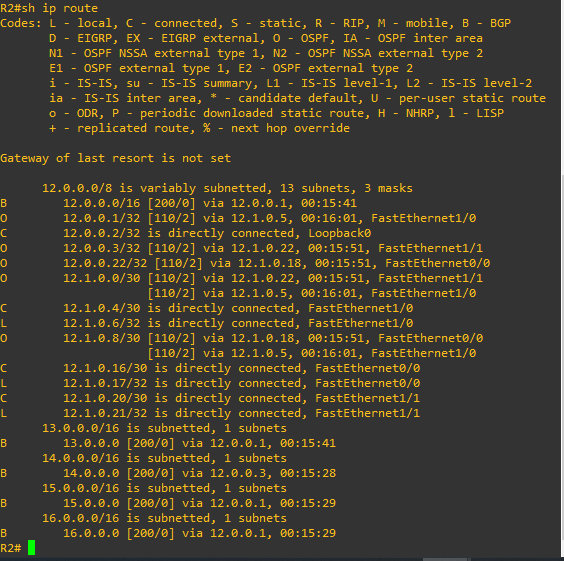 R2#sh ip route
Codes: L - local, C - connected, S - static, R - RIP, M - mobile, B - BGP
       D - EIGRP, EX - EIGRP external, O - OSPF, IA - OSPF inter area
       N1 - OSPF NSSA external type 1, N2 - OSPF NSSA external type 2
       E1 - OSPF external type 1, E2 - OSPF external type 2
       i - IS-IS, su - IS-IS summary, L1 - IS-IS level-1, L2 - IS-IS level-2
       ia - IS-IS inter area, * - candidate default, U - per-user static route
       o - ODR, P - periodic downloaded static route, H - NHRP, l - LISP
       + - replicated route, % - next hop override
Gateway of last resort is not set
      12.0.0.0/8 is variably subnetted, 13 subnets, 3 masks
B        12.0.0.0/16 [200/0] via 12.0.0.1, 00:15:41
O        12.0.0.1/32 [110/2] via 12.1.0.5, 00:16:01, FastEthernet1/0
C        12.0.0.2/32 is directly connected, Loopback0
O        12.0.0.3/32 [110/2] via 12.1.0.22, 00:15:51, FastEthernet1/1
O        12.0.0.22/32 [110/2] via 12.1.0.18, 00:15:51, FastEthernet0/0
O        12.1.0.0/30 [110/2] via 12.1.0.22, 00:15:51, FastEthernet1/1
                     [110/2] via 12.1.0.5, 00:16:01, FastEthernet1/0
C        12.1.0.4/30 is directly connected, FastEthernet1/0
L        12.1.0.6/32 is directly connected, FastEthernet1/0
O        12.1.0.8/30 [110/2] via 12.1.0.18, 00:15:51, FastEthernet0/0
                     [110/2] via 12.1.0.5, 00:16:01, FastEthernet1/0
C        12.1.0.16/30 is directly connected, FastEthernet0/0
L        12.1.0.17/32 is directly connected, FastEthernet0/0
C        12.1.0.20/30 is directly connected, FastEthernet1/1
L        12.1.0.21/32 is directly connected, FastEthernet1/1
      13.0.0.0/16 is subnetted, 1 subnets
B        13.0.0.0 [200/0] via 12.0.0.1, 00:15:41
      14.0.0.0/16 is subnetted, 1 subnets
B        14.0.0.0 [200/0] via 12.0.0.3, 00:15:28
      15.0.0.0/16 is subnetted, 1 subnets
B        15.0.0.0 [200/0] via 12.0.0.1, 00:15:29
      16.0.0.0/16 is subnetted, 1 subnets
B        16.0.0.0 [200/0] via 12.0.0.1, 00:15:29
R2#